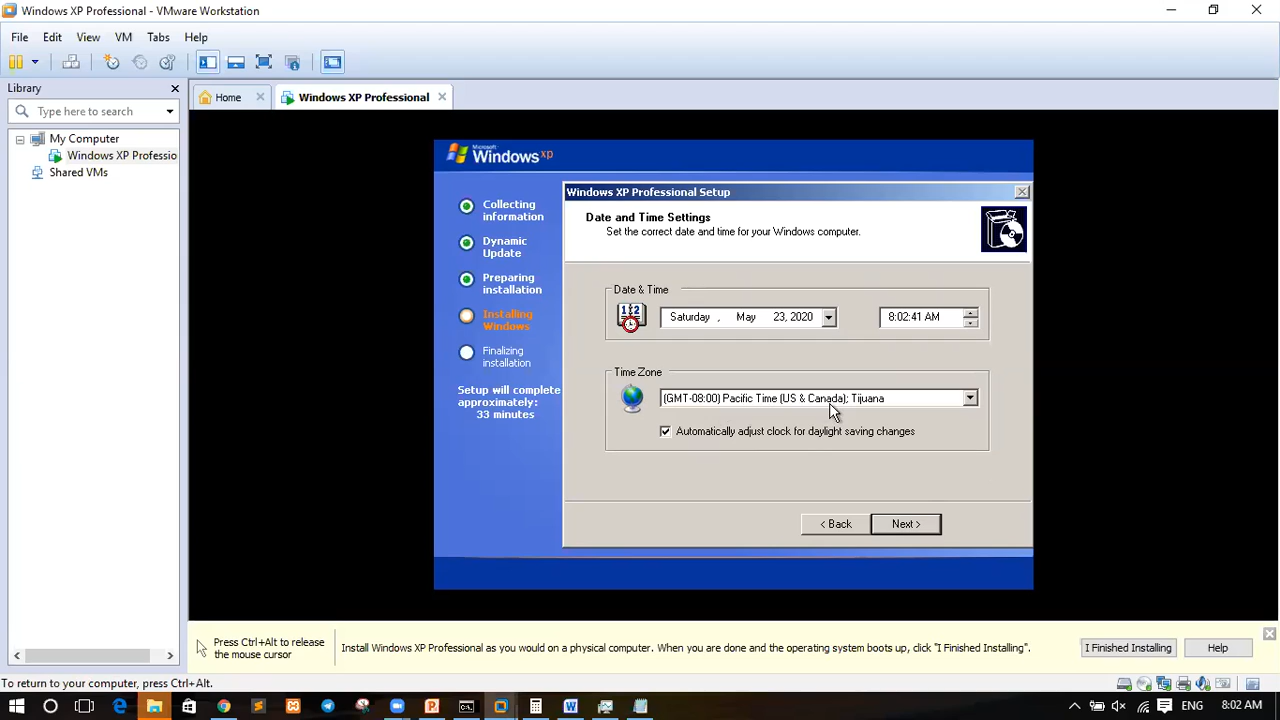 Windows XP Professional - VMware Workstation
File Edit View VM Tabs Help
Library
Type here to search
Home
Windows XP Professional
My Computer
Windows XP Professio
Shared VMs
Microsoft
Windows xp
Collecting
information
Dynamic
Update
Preparing
installation
Installing
Windows
Finalizing
installation
Setup will complete
approximately:
33 minutes
Windows XP Professional Setup
Date and Time Settings
Set the correct date and time for your Windows computer.
Date & Time
Saturday , May 23, 2020
8:02:41 AM
Time Zone
(GMT-08:00) Pacific Time (US & Canada); Tijuana
Automatically adjust clock for daylight saving changes
< Back
Next >
Press Ctrl+Alt to release
the mouse cursor
Install Windows XP Professional as you would on a physical computer. When you are done and the operating system boots up, click "I Finished Installing".
I Finished Installing
Help
To return to your computer, press Ctrl+Alt.
ENG 8:02 AM